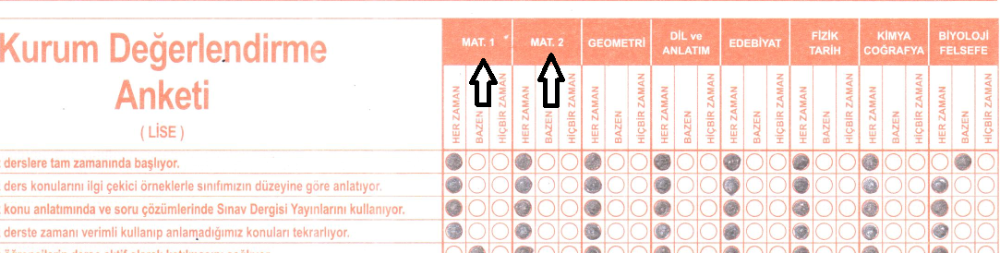 Kurum Değerlendirme
Anketi
( LİSE )
MAT. 1
MAT. 2
GEOMETRİ
DİL ve
ANLATIM
EDEBİYAT
FİZİK
TARİH
KİMYA
COĞRAFYA
BİYOLOJİ
FELSEFE
HER ZAMAN
BAZEN
HİÇBİR ZAMAN
HER ZAMAN
BAZEN
HİÇBİR ZAMAN
HER ZAMAN
BAZEN
HİÇBİR ZAMAN
HER ZAMAN
BAZEN
HİÇBİR ZAMAN
HER ZAMAN
BAZEN
HİÇBİR ZAMAN
HER ZAMAN
BAZEN
HİÇBİR ZAMAN
HER ZAMAN
BAZEN
HİÇBİR ZAMAN
HER ZAMAN
BAZEN
HİÇBİR ZAMAN
derslere tam zamanında başlıyor.
ders konularını ilgi çekici örneklerle sınıfımızın düzeyine göre anlatıyor.
konu anlatımında ve soru çözümlerinde Sınav Dergisi Yayınlarını kullanıyor.
derste zamanı verimli kullanıp anlamadığımız konuları tekrarlıyor.